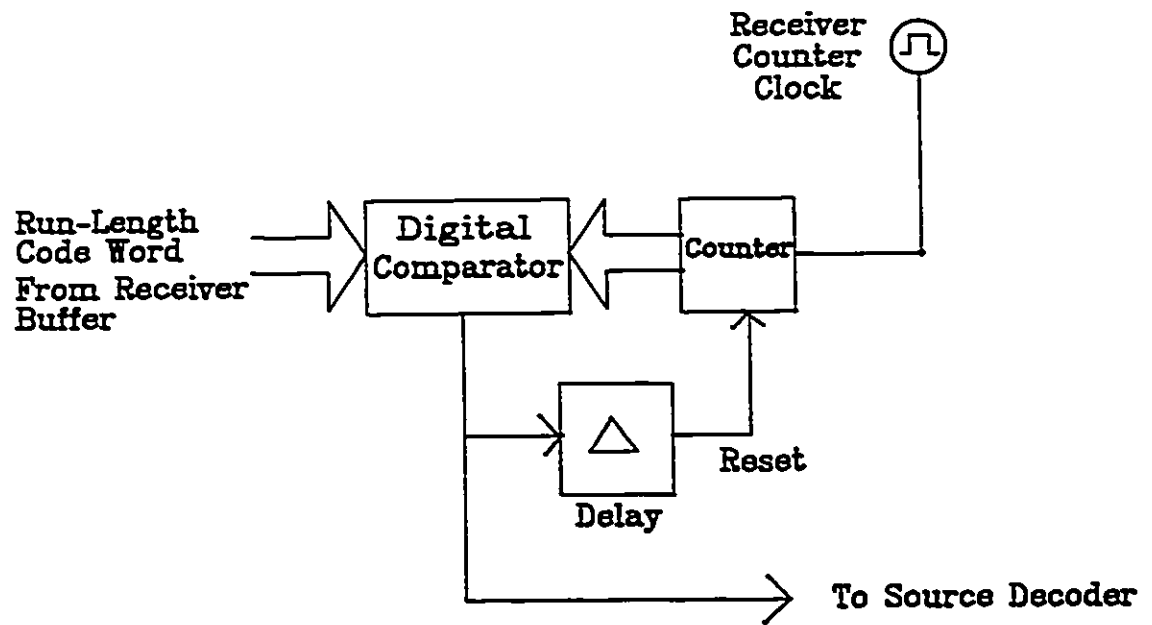 Receiver
Counter
Clock
Run-Length
Code Word
From Receiver
Buffer
Digital
Comparator
Counter
Reset
Delay
To Source Decoder